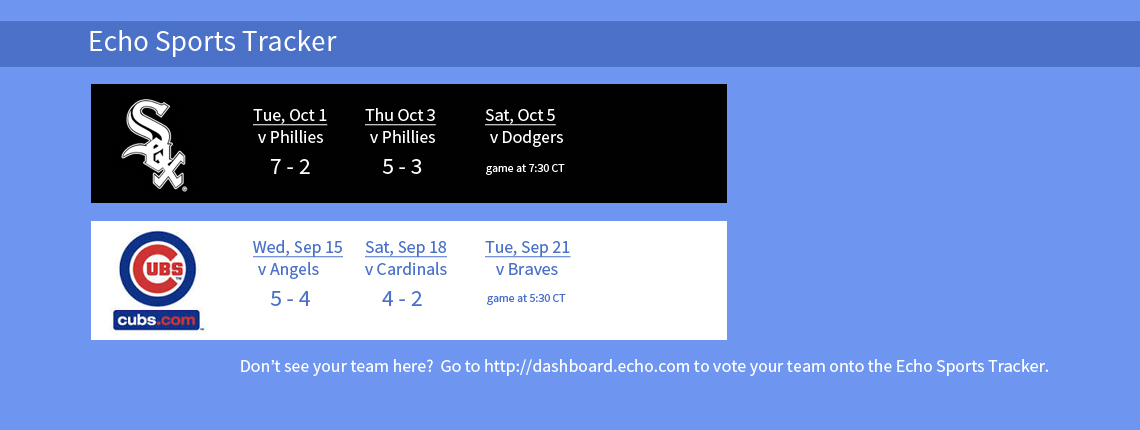 Echo Sports Tracker
Sox
®
Tue, Oct 1 Thu Oct 3 Sat, Oct 5
v Phillies v Phillies v Dodgers
7 - 2 5 - 3 game at 7:30 CT
CUBS
TM
cubs.com
Wed, Sep 15 Sat, Sep 18 Tue, Sep 21
v Angels v Cardinals v Braves
5 - 4 4 - 2 game at 5:30 CT
Don’t see your team here? Go to http://dashboard.echo.com to vote your team onto the Echo Sports Tracker.